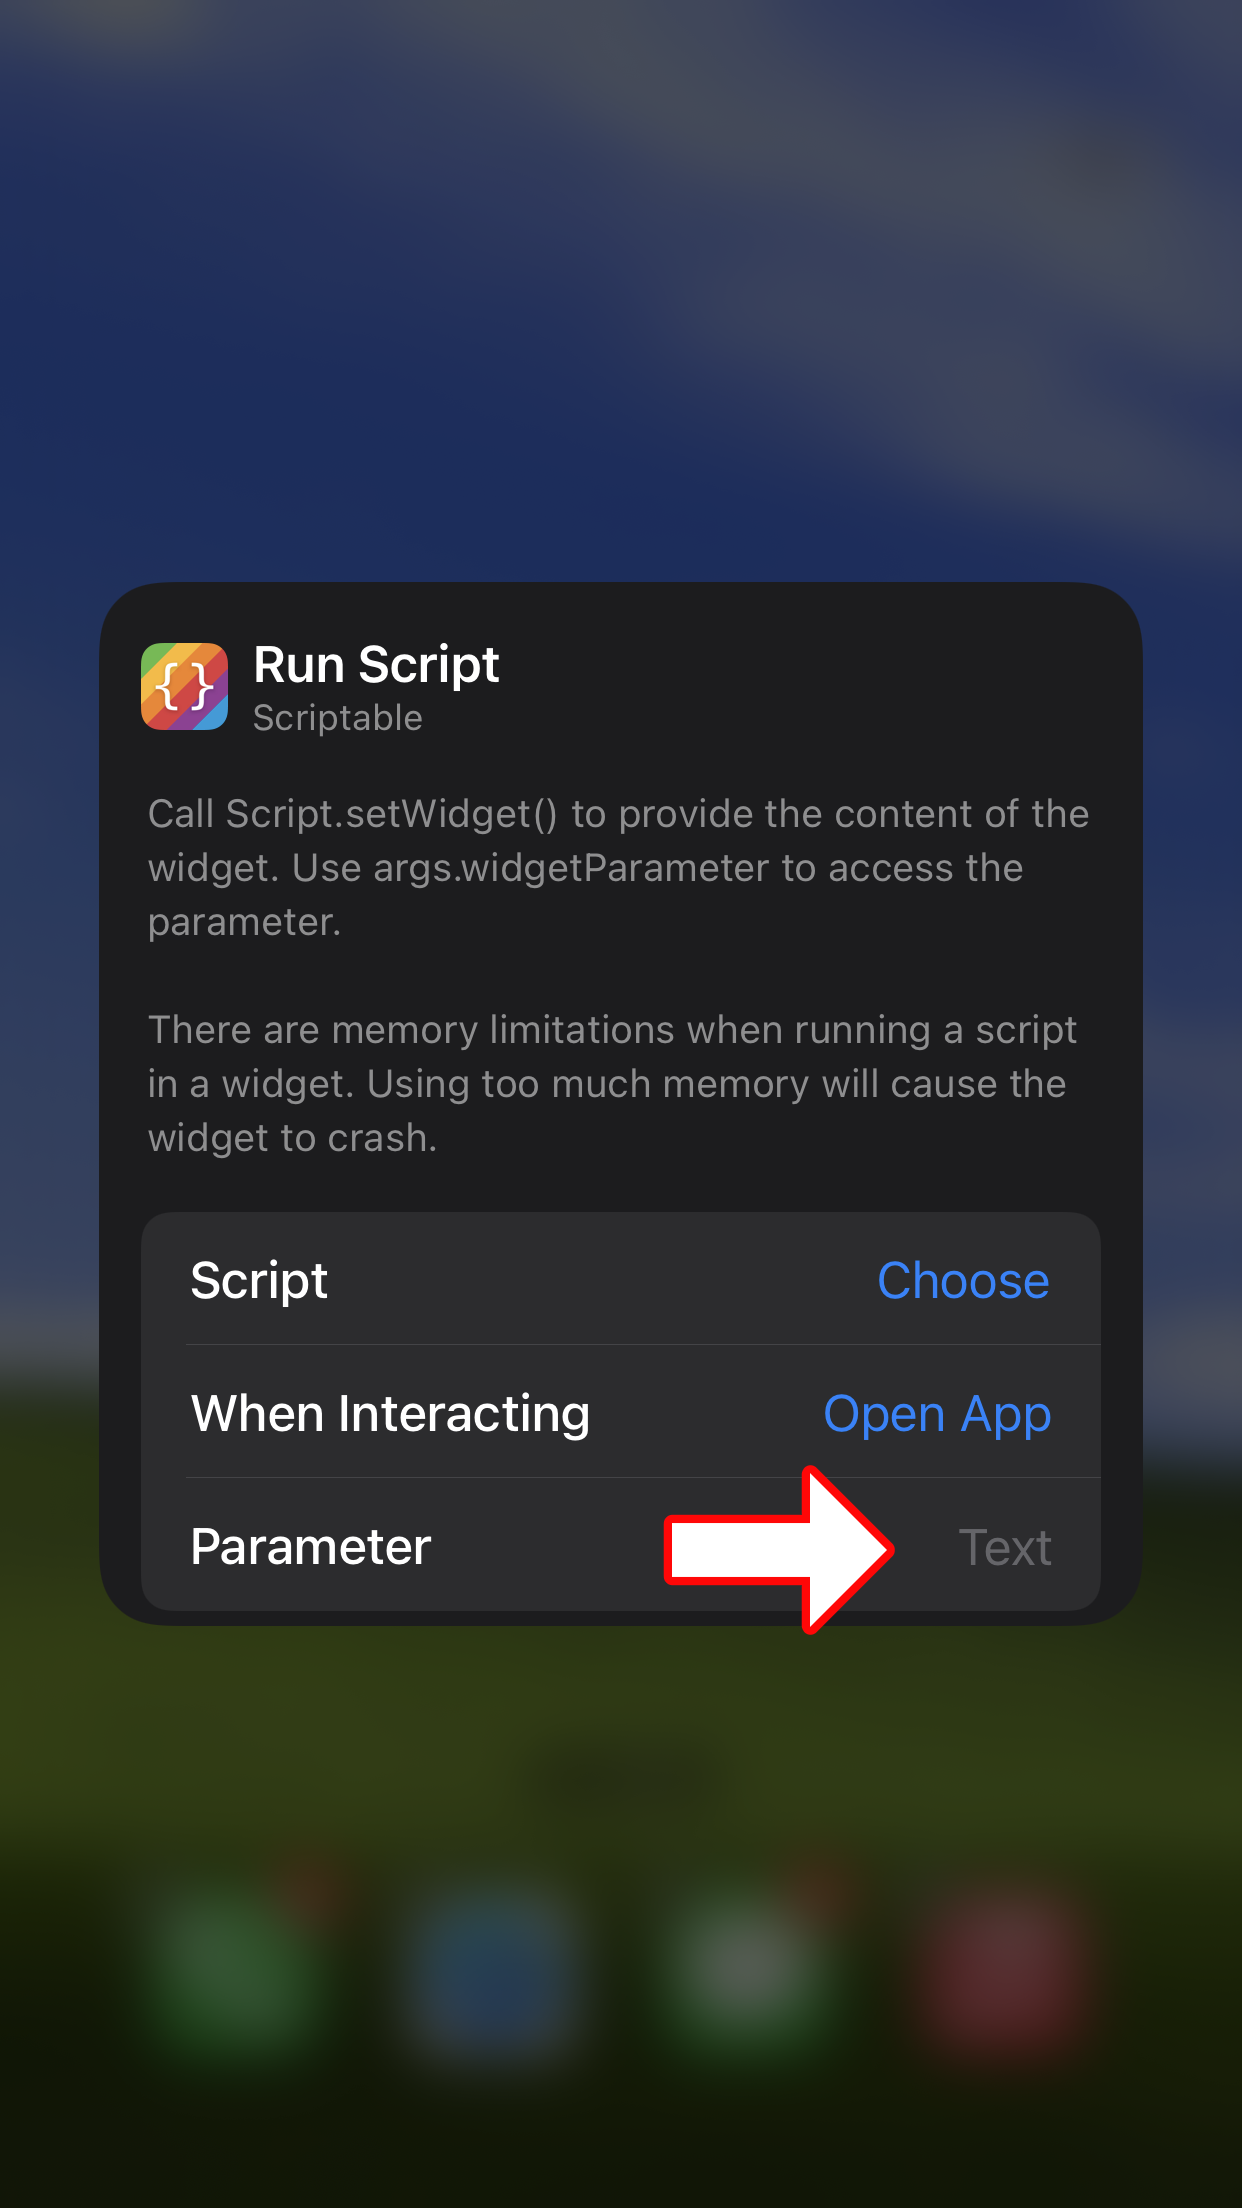 {}
Run Script
Scriptable
Call Script.setWidget() to provide the content of the
widget. Use args.widgetParameter to access the
parameter.
There are memory limitations when running a script
in a widget. Using too much memory will cause the
widget to crash.
Script Choose
When Interacting Open App
Parameter Text